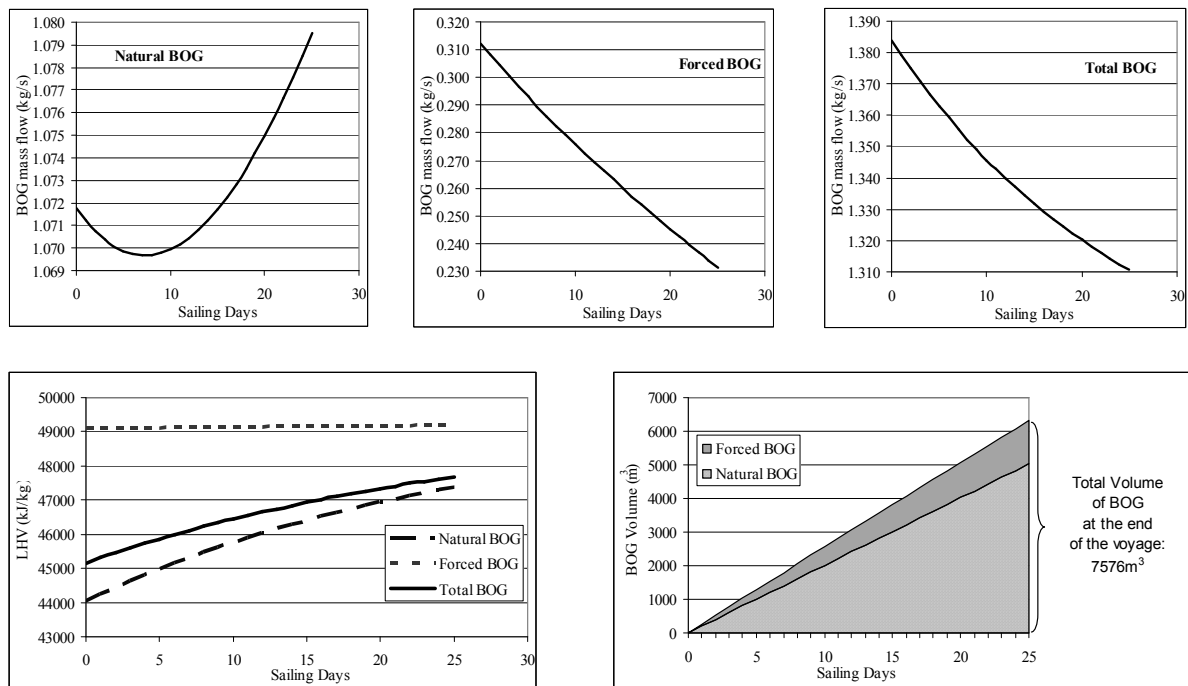 Natural BOG
BOG mass flow (kg/s)
1.080
1.079
1.078
1.077
1.076
1.075
1.074
1.073
1.072
1.071
1.070
1.069
0 10 20 30
Sailing Days
Forced BOG
BOG mass flow (kg/s)
0.320
0.310
0.300
0.290
0.280
0.270
0.260
0.250
0.240
0.230
0 10 20 30
Sailing Days
Total BOG
BOG mass flow (kg/s)
1.390
1.380
1.370
1.360
1.350
1.340
1.330
1.320
1.310
0 10 20 30
Sailing Days
LHV (kJ/kg)
50000
49000
48000
47000
46000
45000
44000
43000
Natural BOG
Forced BOG
Total BOG
0 5 10 15 20 25 30
Sailing Days
BOG Volume (m³)
7000
6000
5000
4000
3000
2000
1000
0
Forced BOG
Natural BOG
0 5 10 15 20 25
Sailing Days
Total Volume
of BOG
at the end
of the voyage:
7576m³